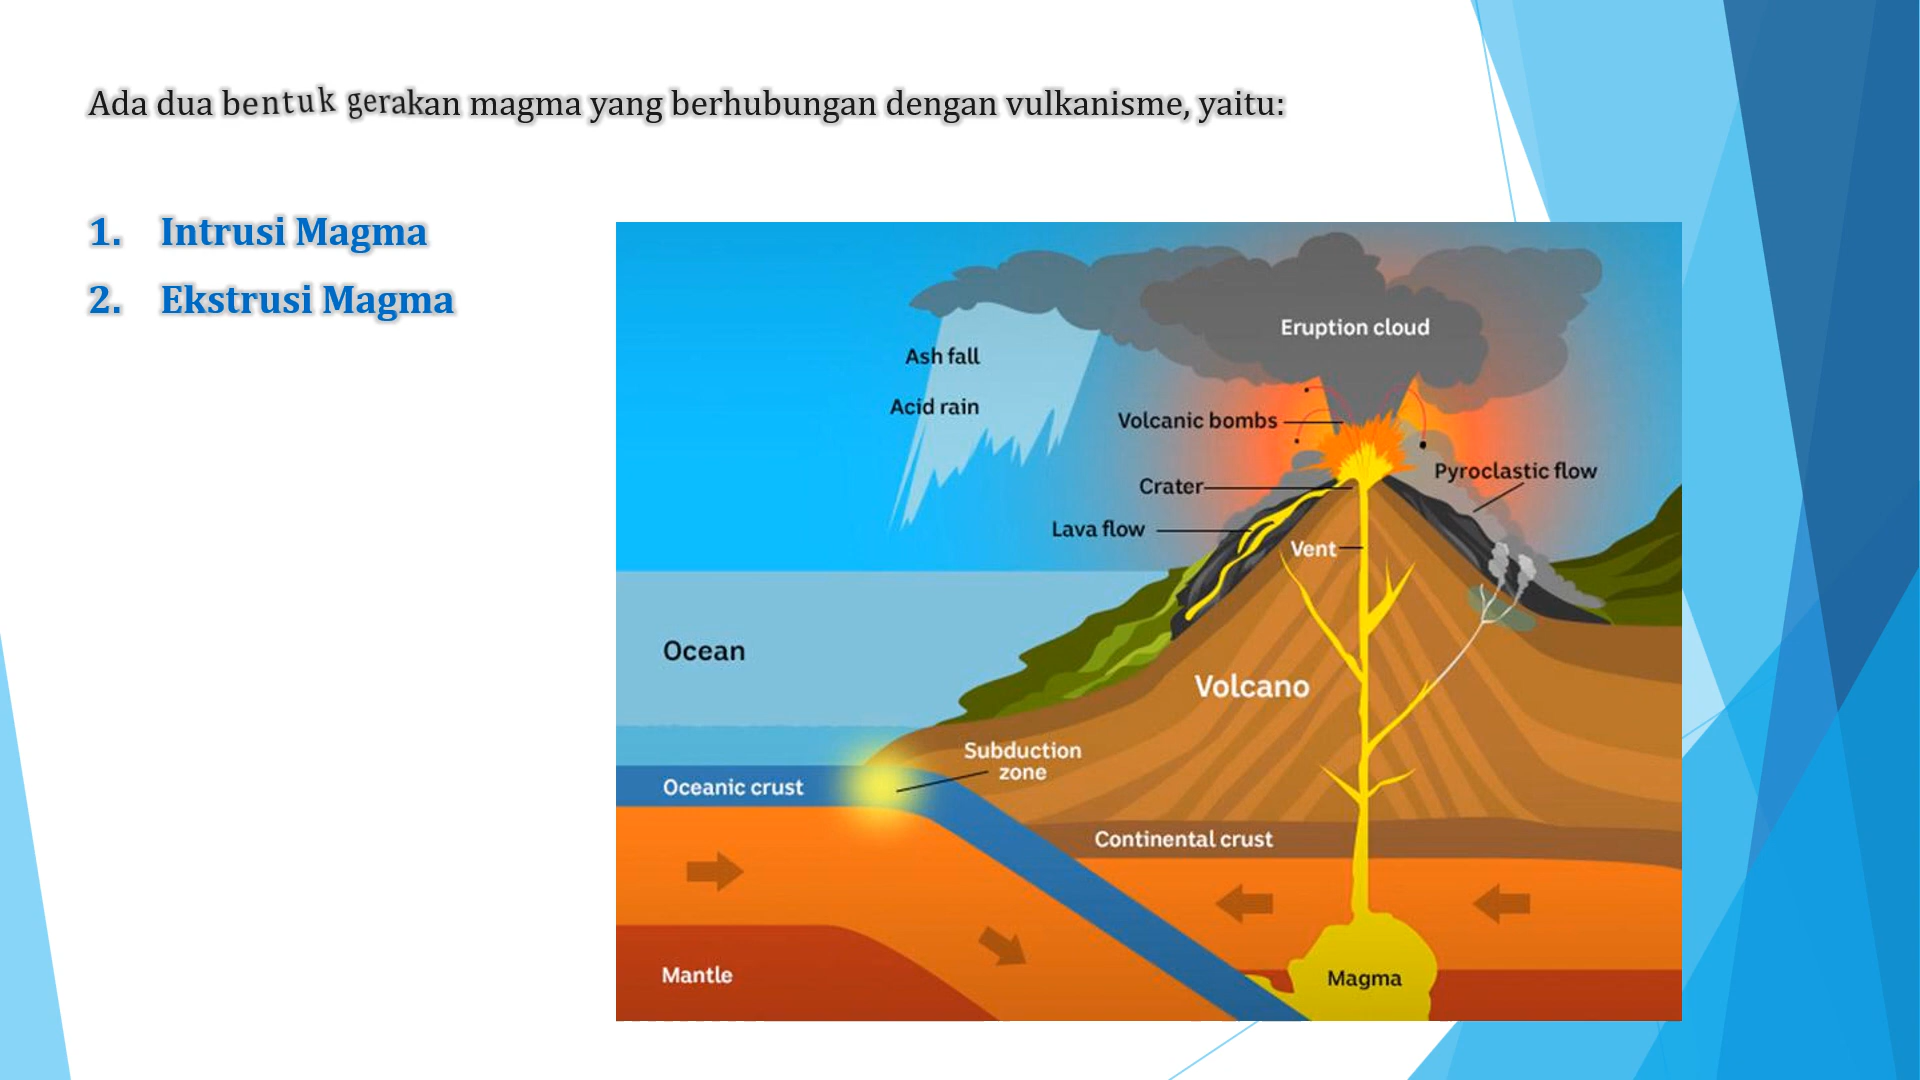 Ada dua bentuk gerakan magma yang berhubungan dengan vulkanisme, yaitu:
1. Intrusi Magma
2. Ekstrusi Magma
Eruption cloud
Ash fall
Acid rain
Volcanic bombs
Pyroclastic flow
Crater
Lava flow
Vent
Ocean
Volcano
Subduction
zone
Oceanic crust
Continental crust
Mantle
Magma